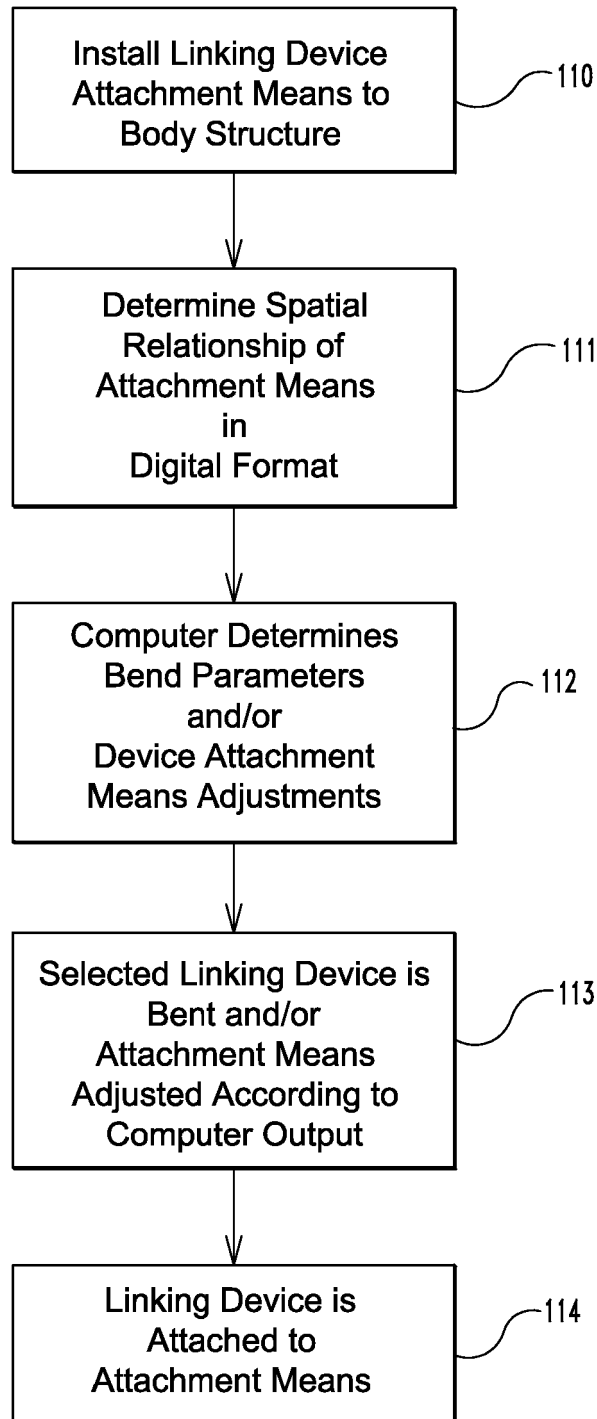 Install Linking Device
Attachment Means to
Body Structure
110
Determine Spatial
Relationship of
Attachment Means
in
Digital Format
111
Computer Determines
Bend Parameters
and/or
Device Attachment
Means Adjustments
112
Selected Linking Device is
Bent and/or
Attachment Means
Adjusted According to
Computer Output
113
Linking Device is
Attached to
Attachment Means
114